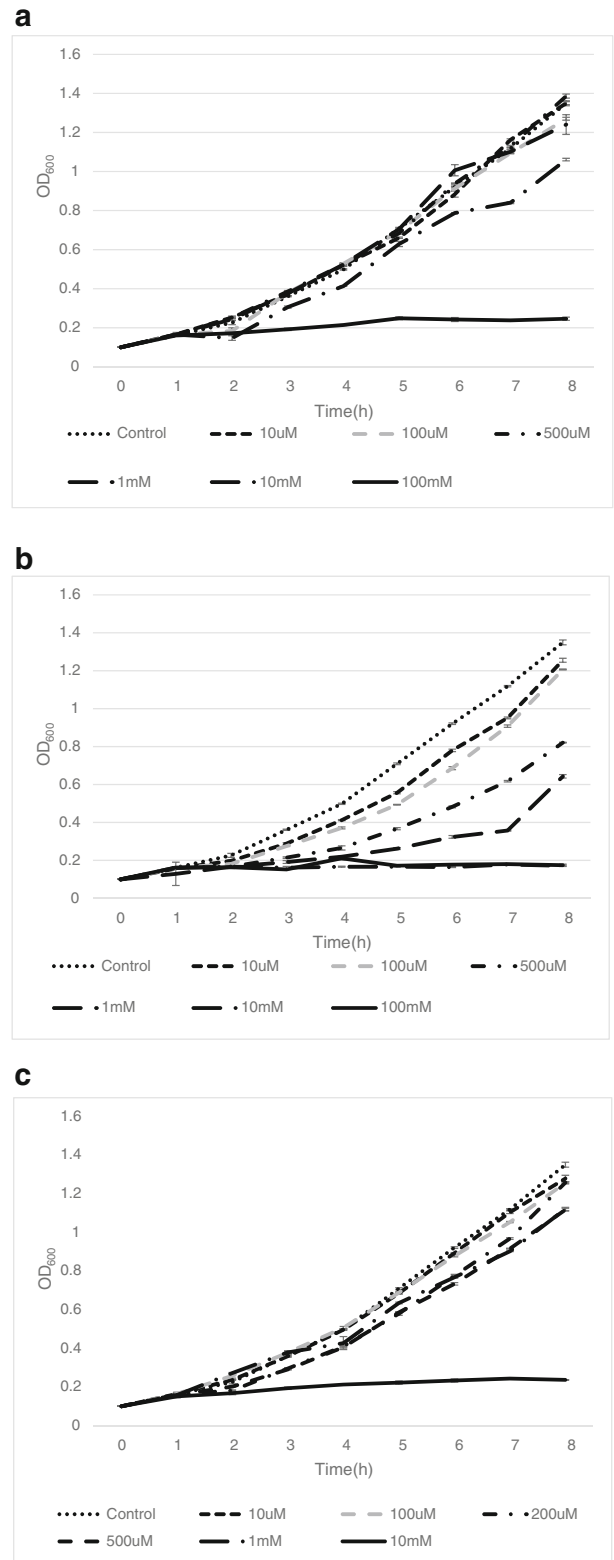 a
1.6
1.4
1.2
1
0.8
0.6
0.4
0.2
0
OD600
0 1 2 3 4 5 6 7 8
Time(h)
Control 10uM 100uM 500uM
1mM 10mM 100mM
b
1.6
1.4
1.2
1
0.8
0.6
0.4
0.2
0
OD600
0 1 2 3 4 5 6 7 8
Time(h)
Control 10uM 100uM 500uM
1mM 10mM 100mM
c
1.6
1.4
1.2
1
0.8
0.6
0.4
0.2
0
OD600
0 1 2 3 4 5 6 7 8
Time(h)
Control 10uM 100uM 200uM
500uM 1mM 10mM